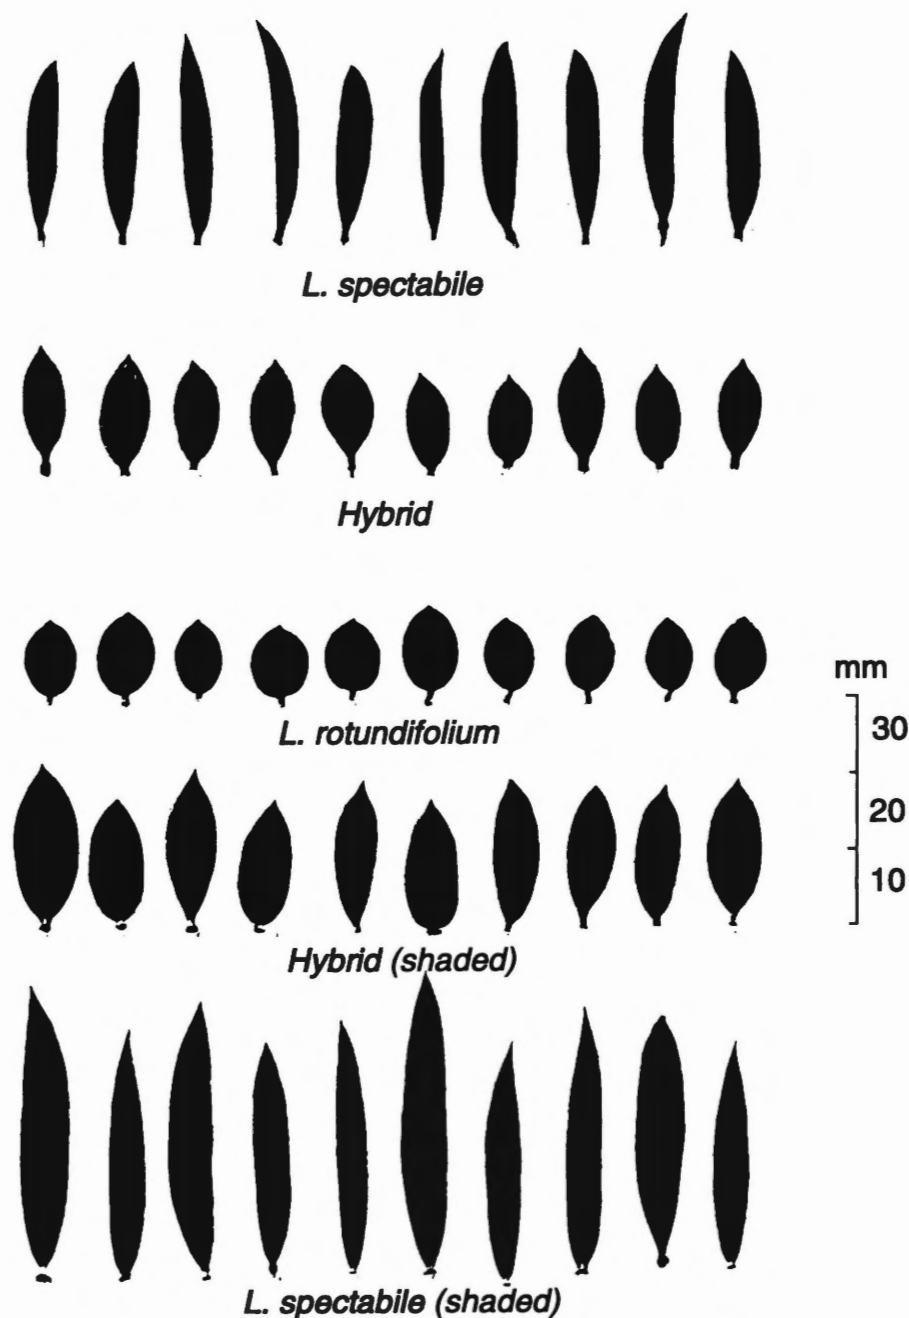 L. spectabile
Hybrid
L. rotundifolium
mm
30
20
10
Hybrid (shaded)
L. spectabile (shaded)